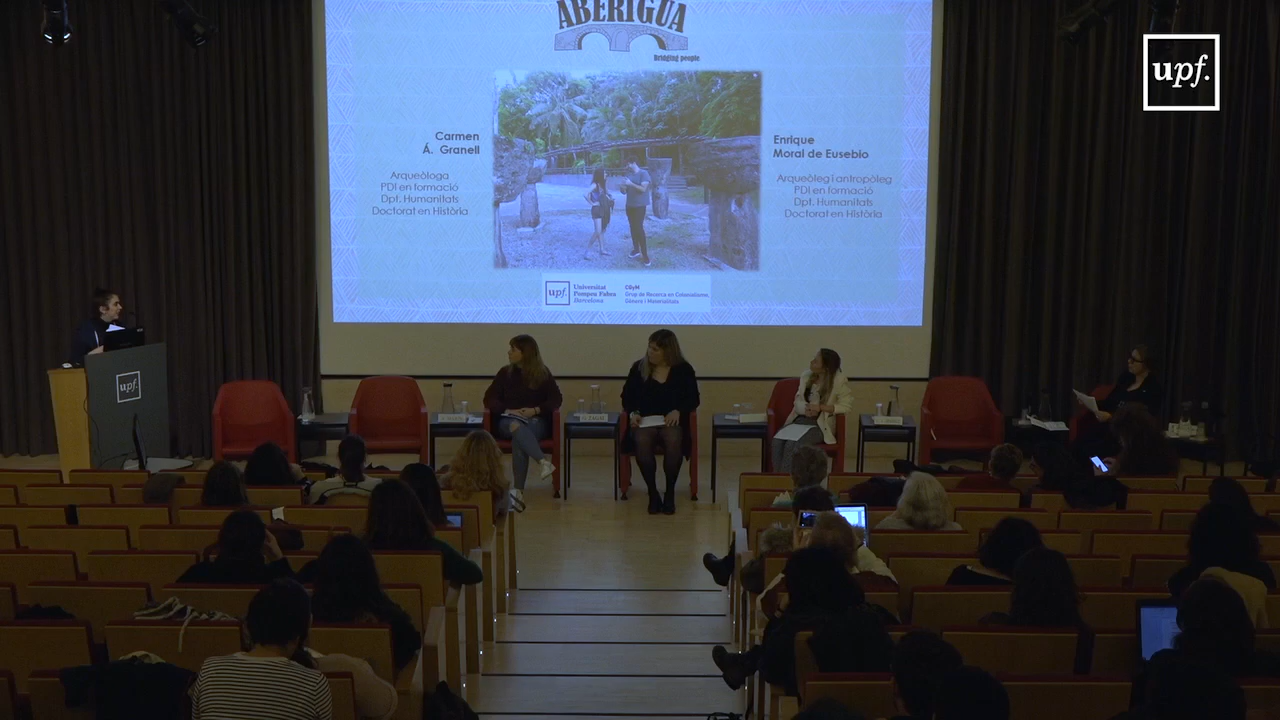 ABERIGUA
Bridging people
upf.
Carmen
Á. Granell
Arqueòloga
PDI en formació
Dpt. Humanitats
Doctorat en Història
Enrique
Moral de Eusebio
Arqueòleg i antropòleg
PDI en formació
Dpt. Humanitats
Doctorat en Història
upf.
Universitat
Pompeu Fabra
Barcelona
CGyM
Grup de Recerca en Colonialisme,
Gènere i Materialitats
upf.